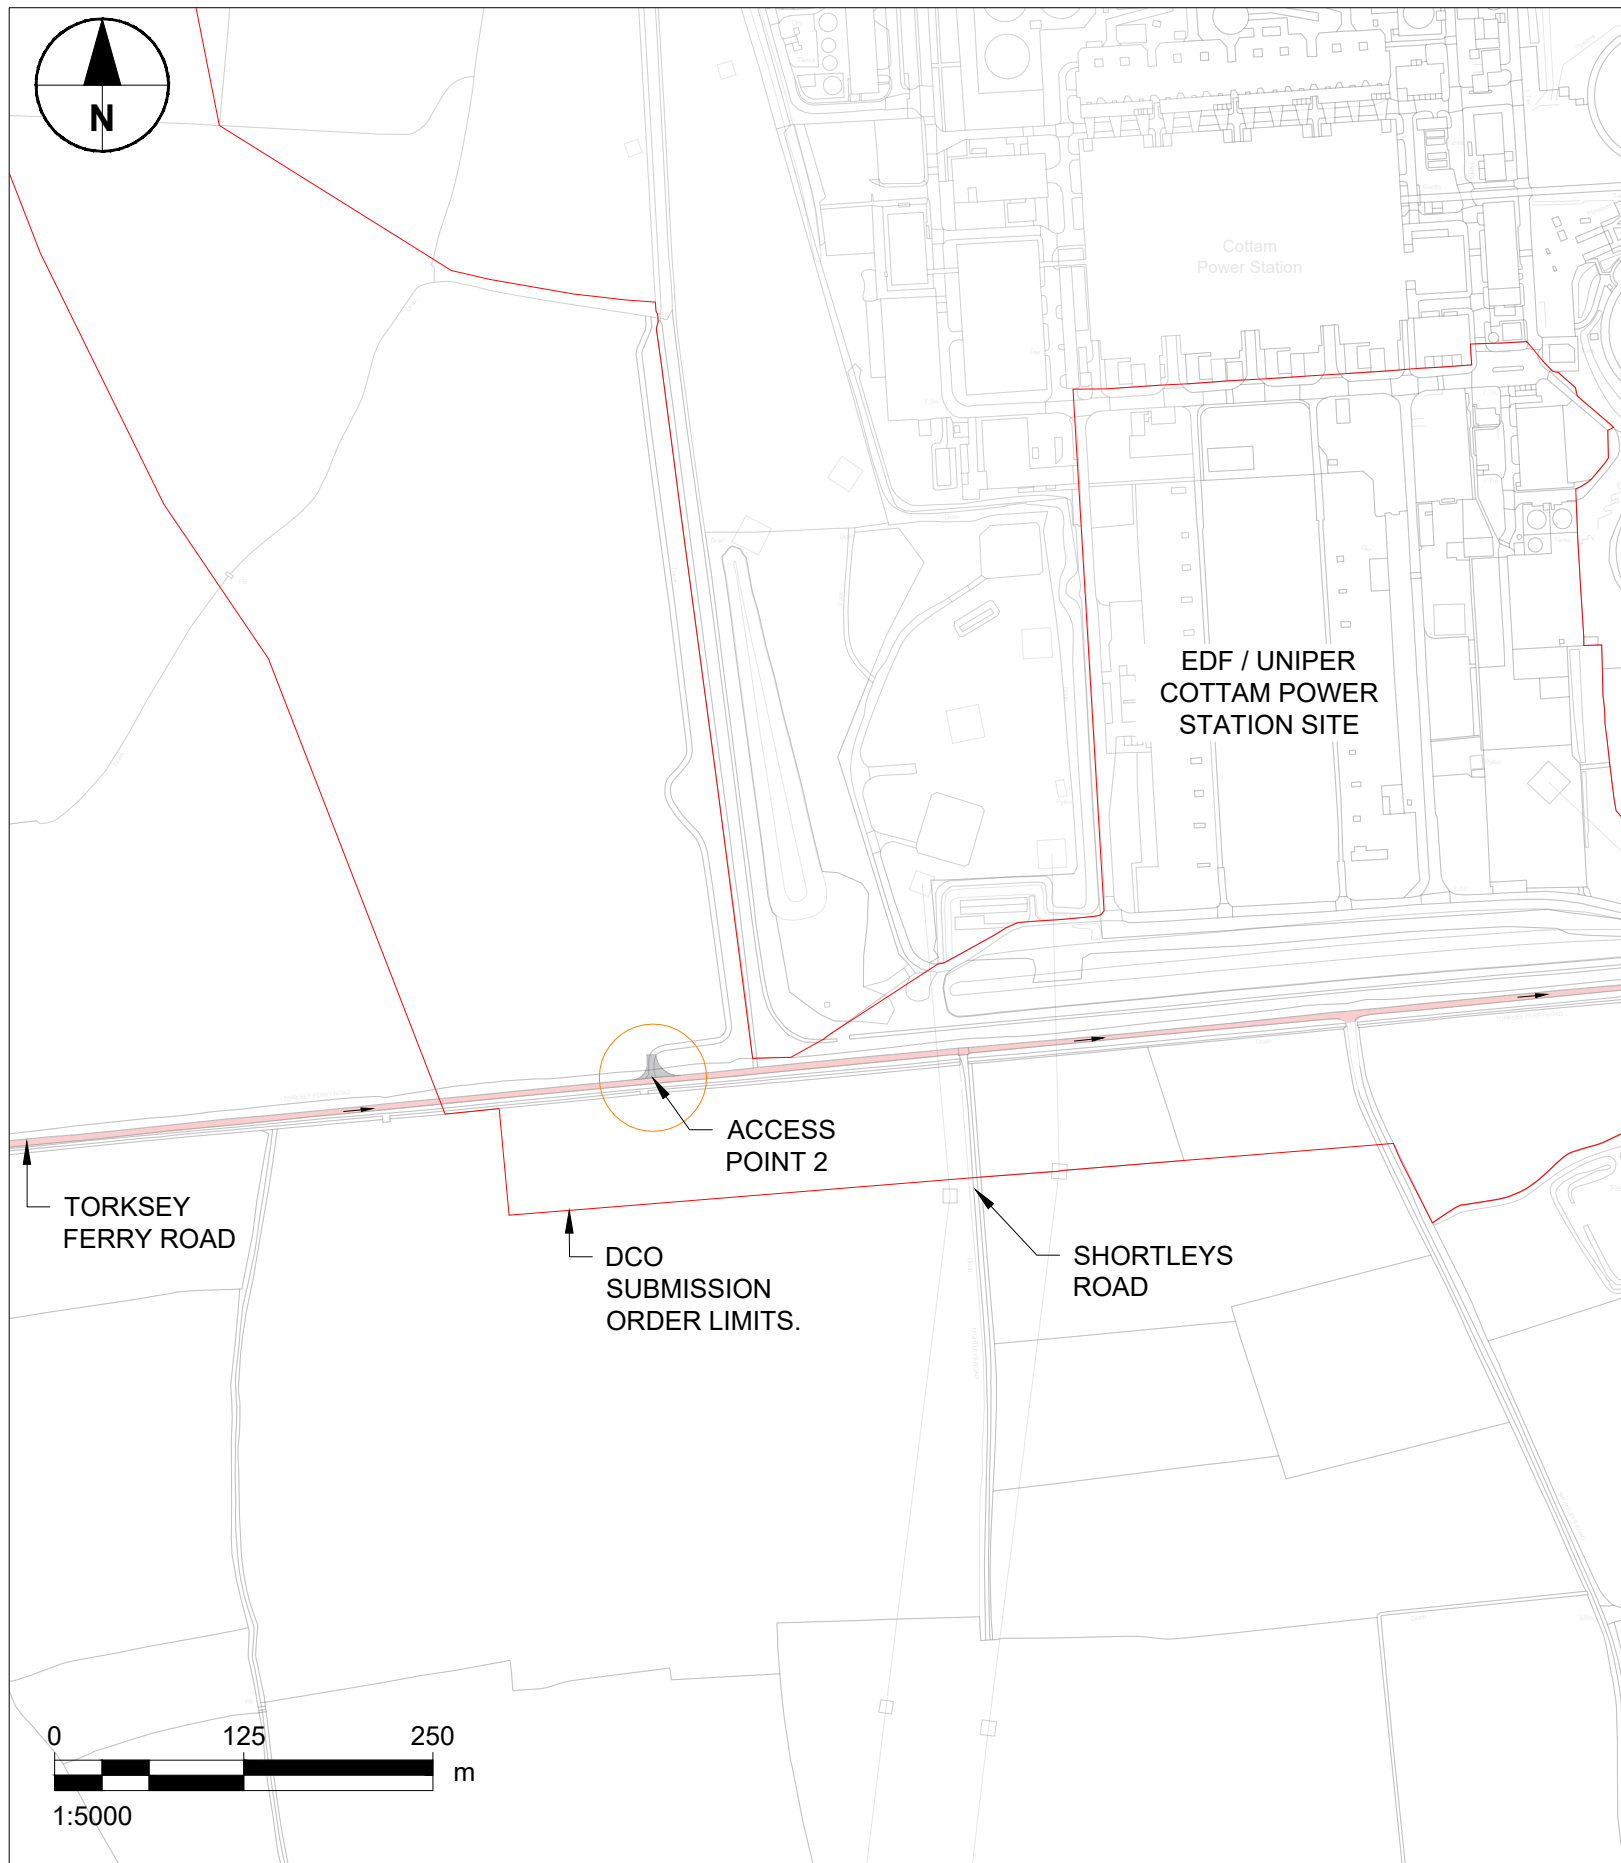 N
Cottam
Power Station
EDF / UNIPER
COTTAM POWER
STATION SITE
ACCESS
POINT 2
TORKSEY
FERRY ROAD
DCO
SUBMISSION
ORDER LIMITS.
SHORTLEYS
ROAD
0 125 250
m
1:5000